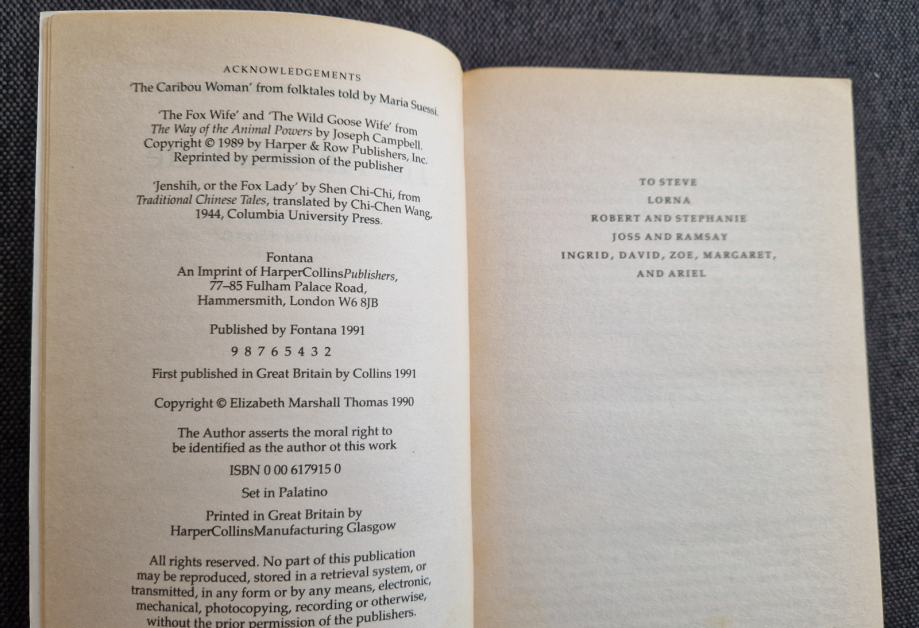 ACKNOWLEDGEMENTS
'The Caribou Woman' from folktales told by Maria Suessi.
'The Fox Wife' and 'The Wild Goose Wife' from
The Way of the Animal Powers by Joseph Campbell.
Copyright © 1989 by Harper & Row Publishers, Inc.
Reprinted by permission of the publisher
'Jenshih, or the Fox Lady' by Shen Chi-Chi, from
Traditional Chinese Tales, translated by Chi-Chen Wang,
1944, Columbia University Press.
Fontana
An Imprint of HarperCollinsPublishers,
77–85 Fulham Palace Road,
Hammersmith, London W6 8JB
Published by Fontana 1991
9 8 7 6 5 4 3 2
First published in Great Britain by Collins 1991
Copyright © Elizabeth Marshall Thomas 1990
The Author asserts the moral right to
be identified as the author of this work
ISBN 0 00 617915 0
Set in Palatino
Printed in Great Britain by
HarperCollinsManufacturing Glasgow
All rights reserved. No part of this publication
may be reproduced, stored in a retrieval system, or
transmitted, in any form or by any means, electronic,
mechanical, photocopying, recording or otherwise,
without the prior permission of the publishers.
TO STEVE
LORNA
ROBERT AND STEPHANIE
JOSS AND RAMSAY
INGRID, DAVID, ZOE, MARGARET,
AND ARIEL